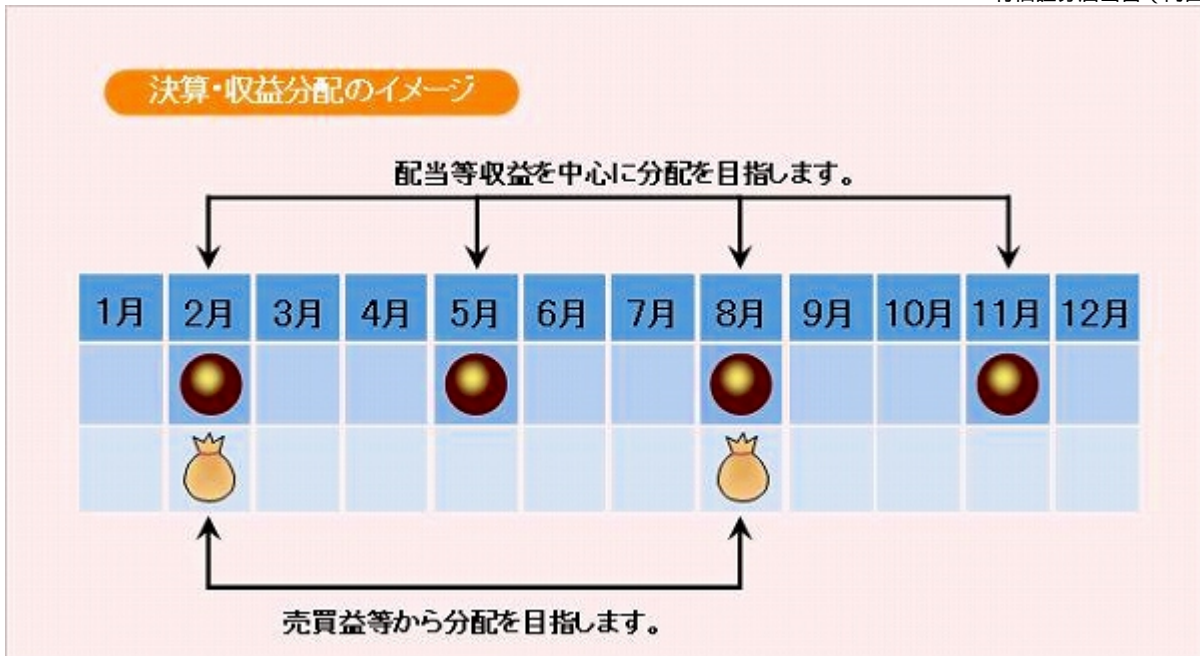 決算・収益分配のイメージ
配当等収益を中心に分配を目指します。
1月 2月 3月 4月 5月 6月 7月 8月 9月 10月 11月 12月
売買益等から分配を目指します。